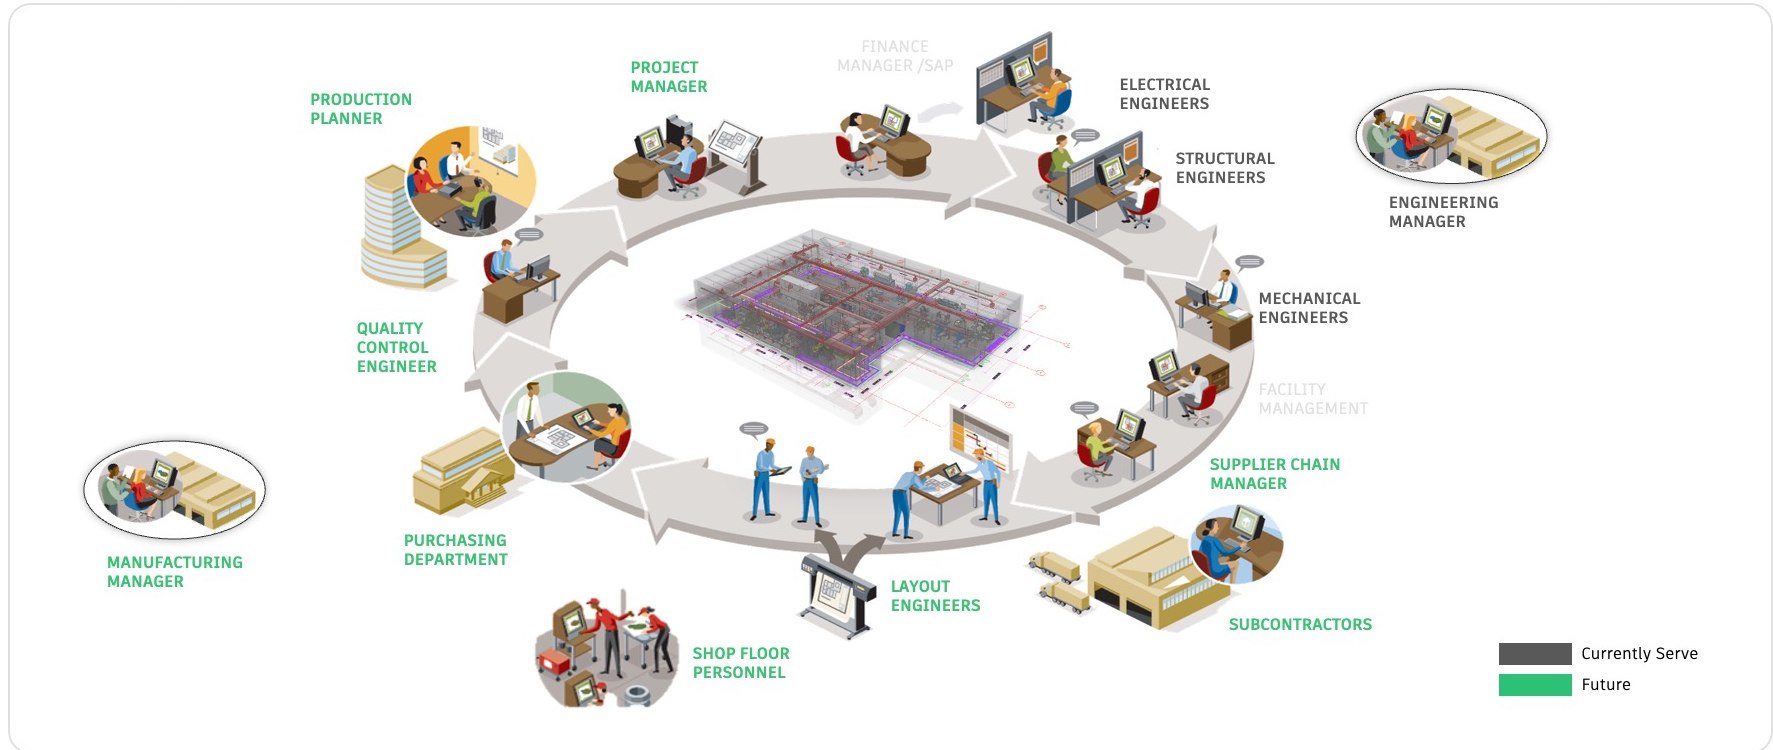 FINANCE
MANAGER /SAP
PROJECT
MANAGER
ELECTRICAL
ENGINEERS
PRODUCTION
PLANNER
STRUCTURAL
ENGINEERS
ENGINEERING
MANAGER
MECHANICAL
ENGINEERS
QUALITY
CONTROL
ENGINEER
FACILITY
MANAGEMENT
SUPPLIER CHAIN
MANAGER
PURCHASING
DEPARTMENT
MANUFACTURING
MANAGER
LAYOUT
ENGINEERS
SUBCONTRACTORS
SHOP FLOOR
PERSONNEL
Currently Serve
Future